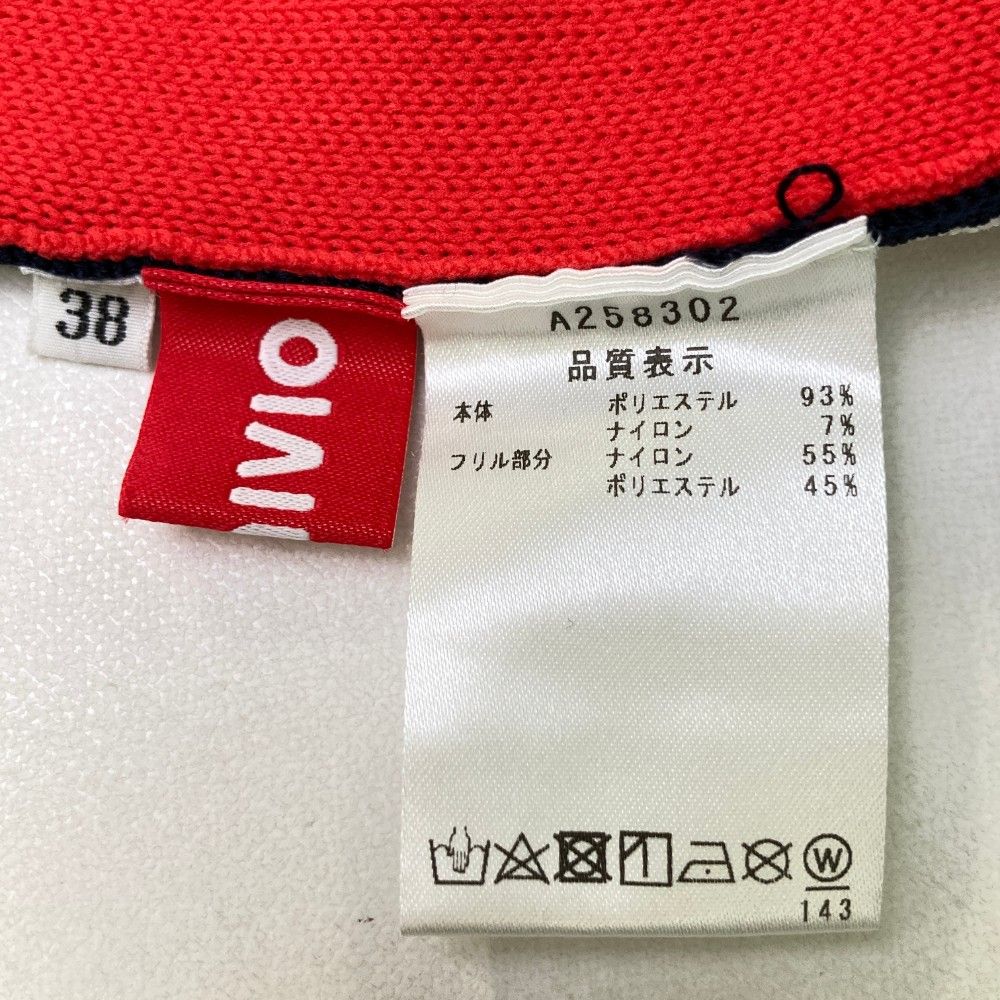 38
IVIO
A258302
品質表示
本体 ポリエステル 93%
ナイロン 7%
フリル部分 ナイロン 55%
ポリエステル 45%
W
143